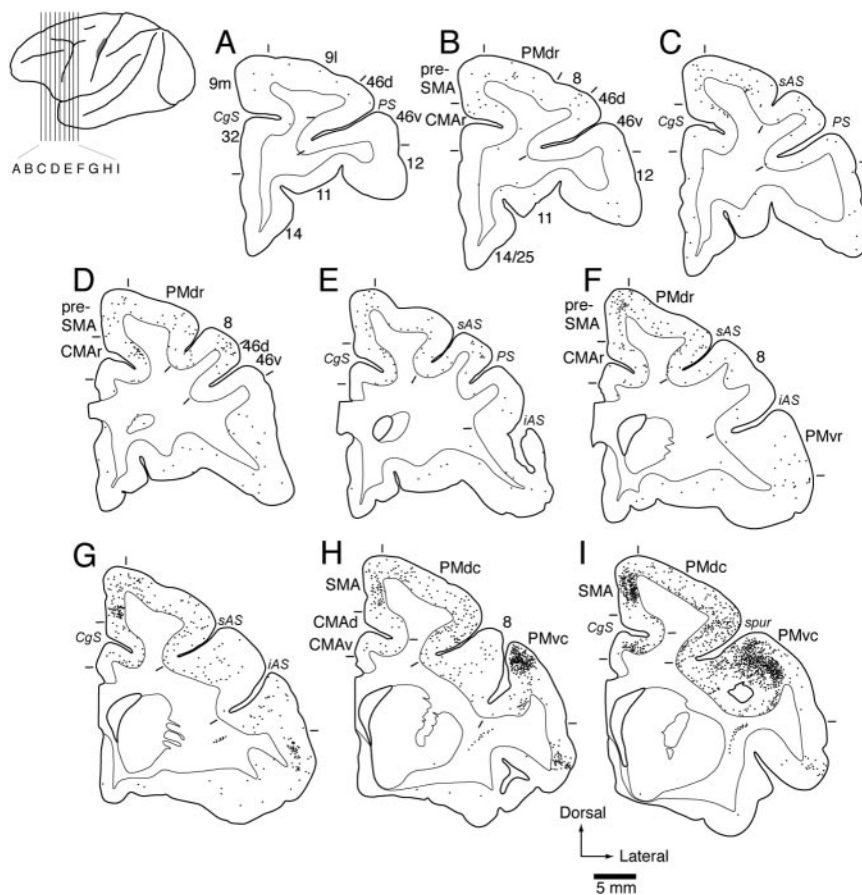 A B C D E F G H I
A
9l
9m
46d
PS
CgS
46v
32
12
11
14
B
PMdr
8
pre-
SMA
46d
CMAr
46v
12
11
14/25
C
sAS
CgS
PS
D
PMdr
pre-
SMA
8
46d
46v
CMAr
E
sAS
CgS
PS
iAS
F
PMdr
pre-
SMA
sAS
CMAr
8
iAS
PMvr
G
sAS
CgS
iAS
H
PMdc
SMA
CMAd
8
CMAv
PMvc
I
PMdc
SMA
CgS
spur
PMvc
Dorsal
Lateral
5 mm